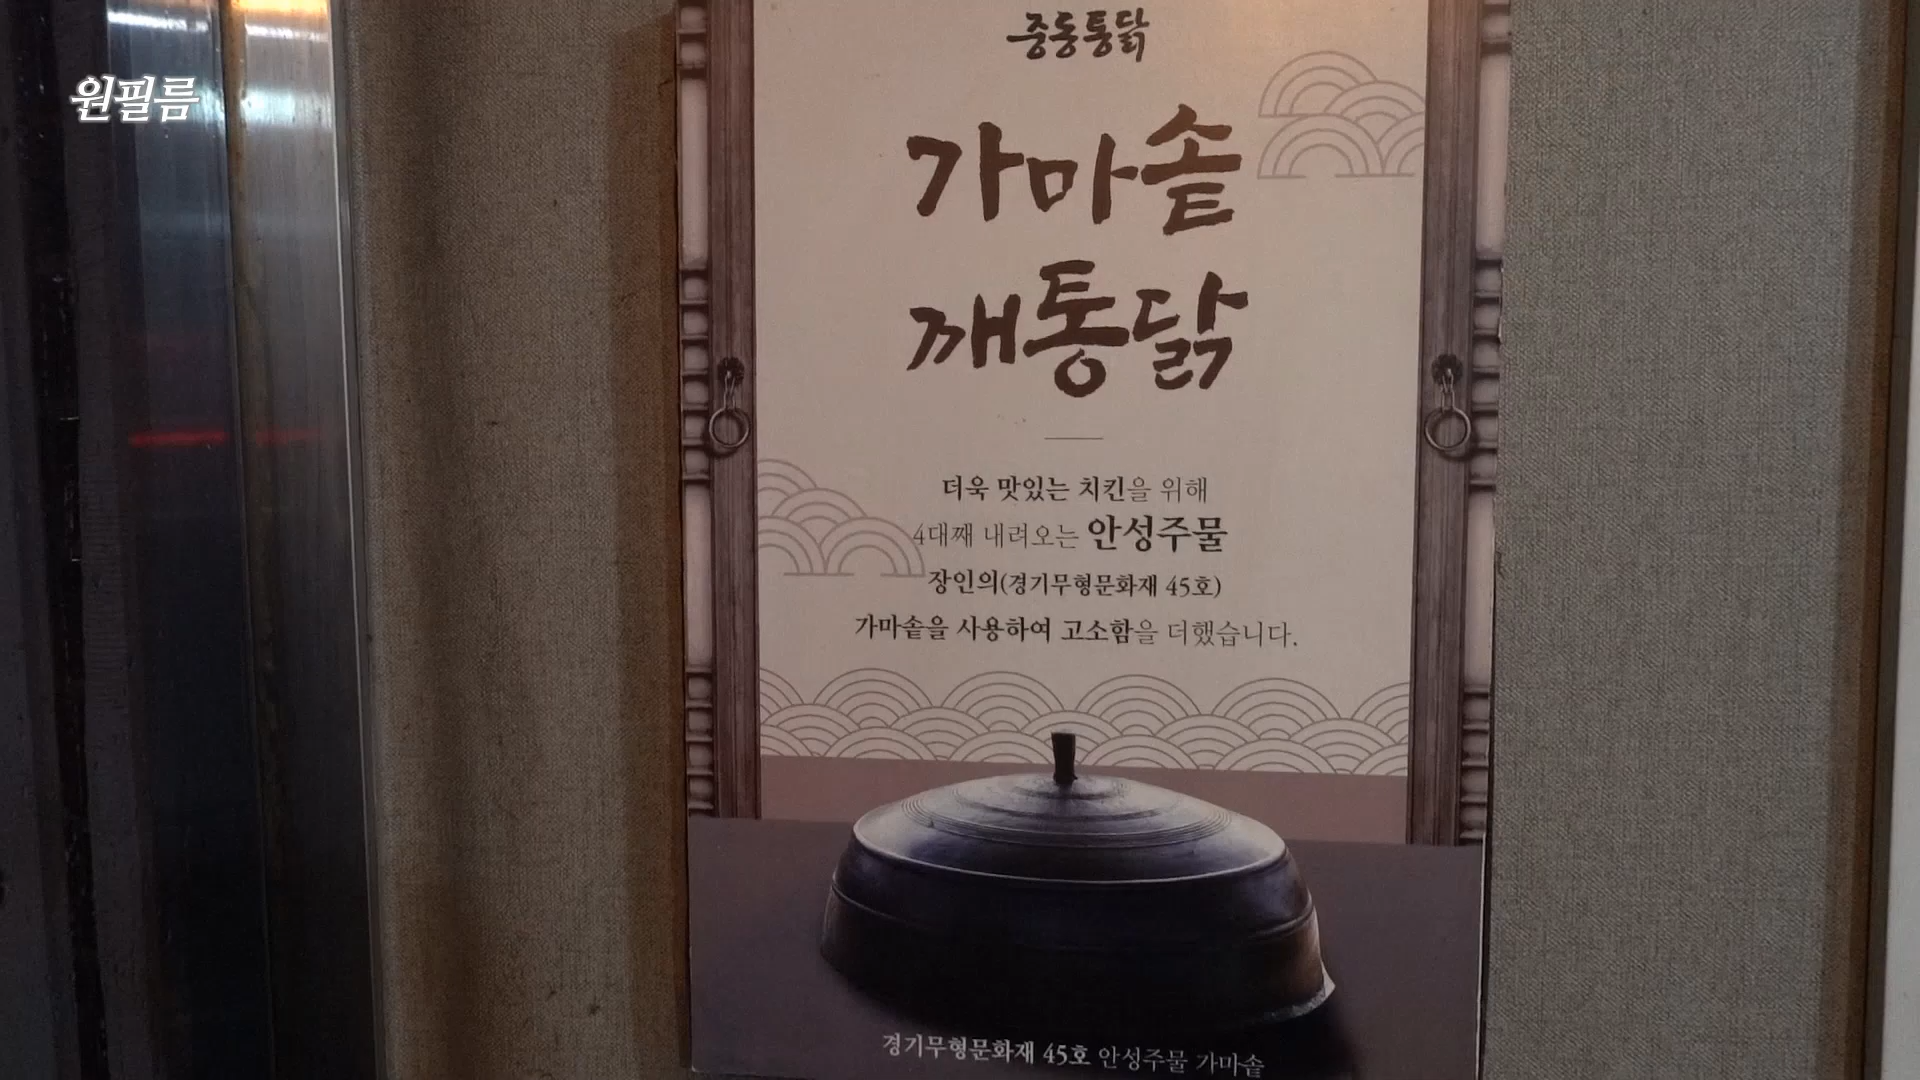 원필름
중동통닭
가마솥
깨통닭
더욱 맛있는 치킨을 위해
4대째 내려오는 안성주물
장인의(경기무형문화재 45호)
가마솥을 사용하여 고소함을 더했습니다.
경기무형문화재 45호 안성주물 가마솥